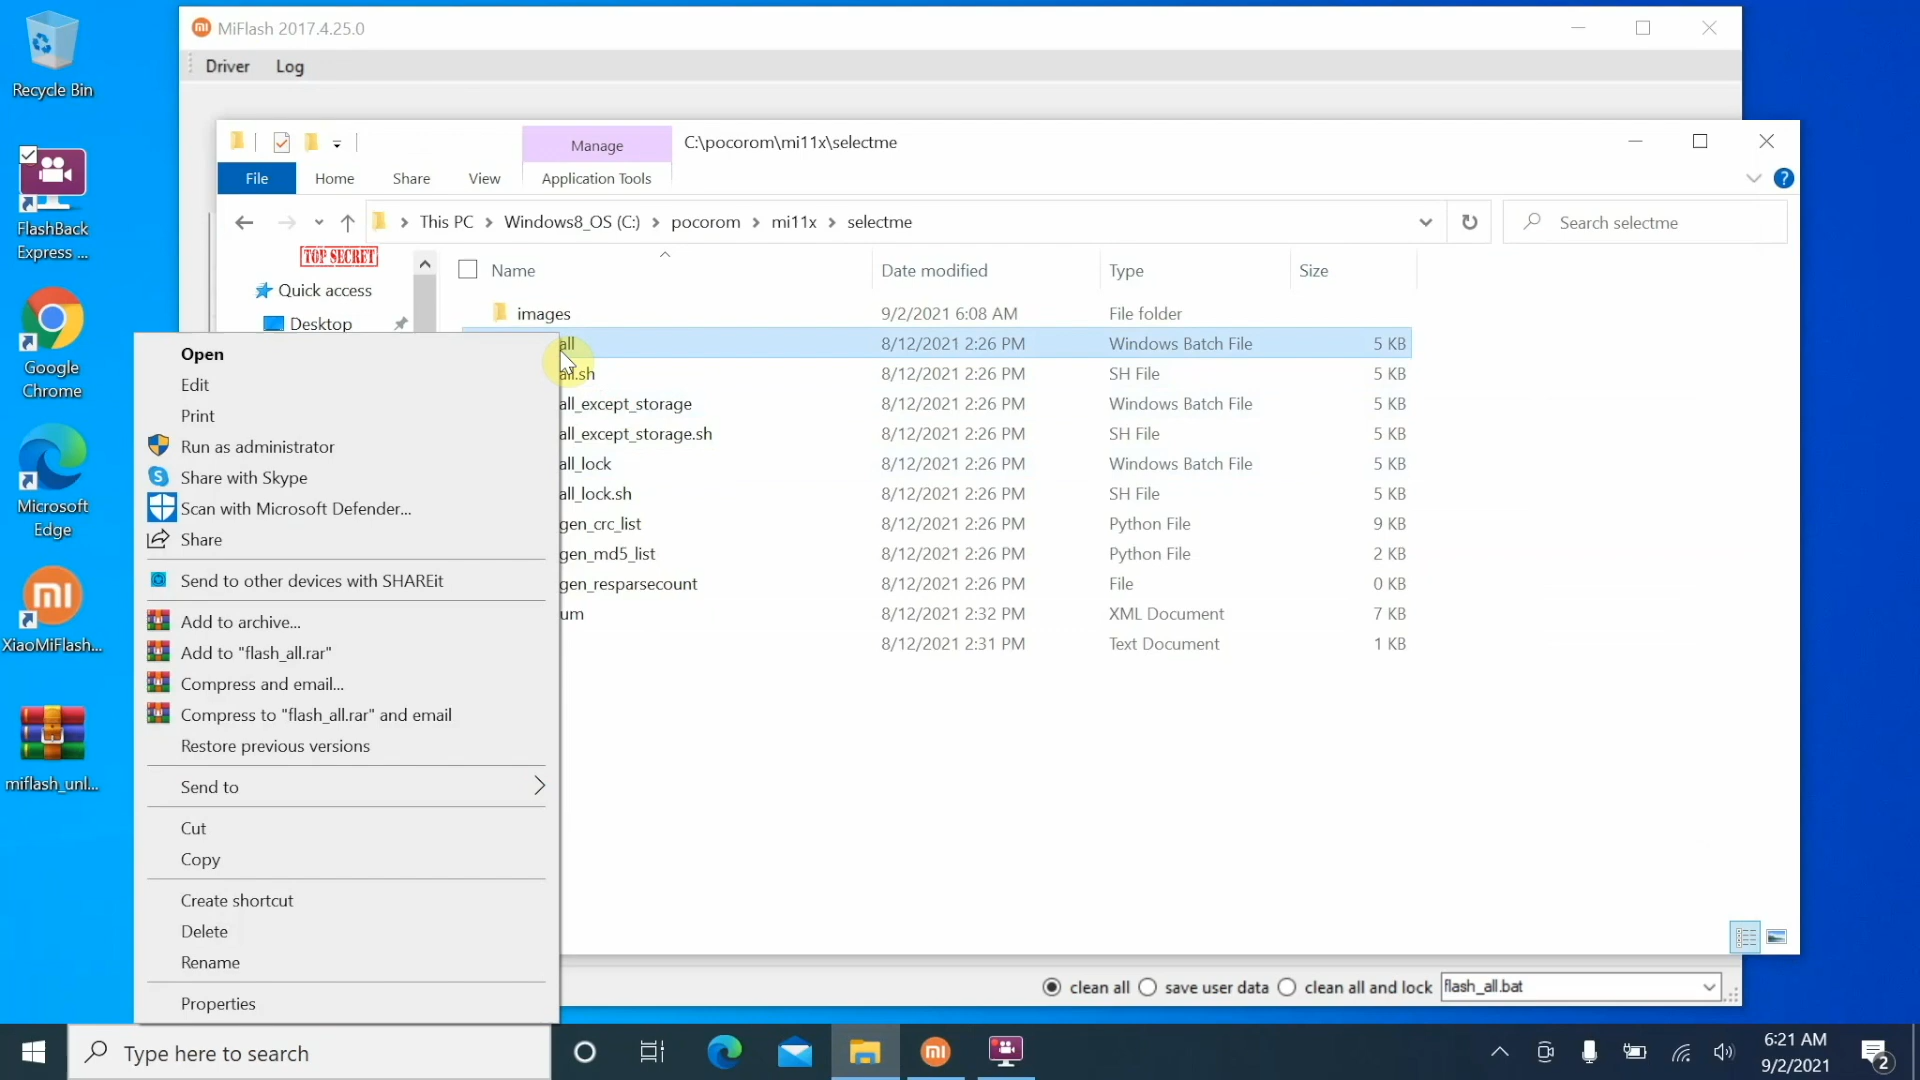 Recycle Bin
FlashBack
Express ...
Google
Chrome
Microsoft
Edge
XiaoMiFlash...
miflash_unl...
MiFlash 2017.4.25.0
Driver Log
Manage C:\pocorom\mi11x\selectme
File Home Share View Application Tools
This PC Windows8_OS (C:) pocorom mi11x selectme
Search selectme
TOP SECRET
Quick access
Desktop
Name Date modified Type Size
images 9/2/2021 6:08 AM File folder
all 8/12/2021 2:26 PM Windows Batch File 5 KB
all.sh 8/12/2021 2:26 PM SH File 5 KB
all_except_storage 8/12/2021 2:26 PM Windows Batch File 5 KB
all_except_storage.sh 8/12/2021 2:26 PM SH File 5 KB
all_lock 8/12/2021 2:26 PM Windows Batch File 5 KB
all_lock.sh 8/12/2021 2:26 PM SH File 5 KB
gen_crc_list 8/12/2021 2:26 PM Python File 9 KB
gen_md5_list 8/12/2021 2:26 PM Python File 2 KB
gen_resparsecount 8/12/2021 2:26 PM File 0 KB
um 8/12/2021 2:32 PM XML Document 7 KB
8/12/2021 2:31 PM Text Document 1 KB
Open
Edit
Print
Run as administrator
Share with Skype
Scan with Microsoft Defender...
Share
Send to other devices with SHAREit
Add to archive...
Add to "flash_all.rar"
Compress and email...
Compress to "flash_all.rar" and email
Restore previous versions
Send to
Cut
Copy
Create shortcut
Delete
Rename
Properties
clean all save user data clean all and lock flash_all.bat
Type here to search
6:21 AM
9/2/2021
2